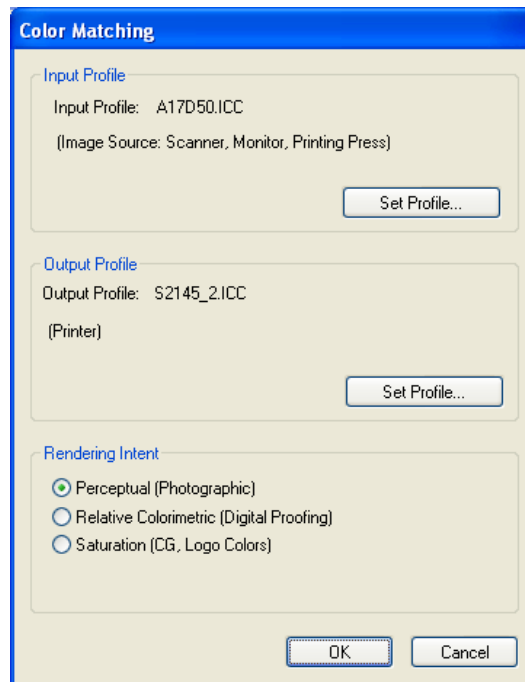 Color Matching
Input Profile
Input Profile: A17D50.ICC
(Image Source: Scanner, Monitor, Printing Press)
Set Profile...
Output Profile
Output Profile: S2145_2.ICC
(Printer)
Set Profile...
Rendering Intent
Perceptual (Photographic)
Relative Colorimetric (Digital Proofing)
Saturation (CG, Logo Colors)
OK Cancel